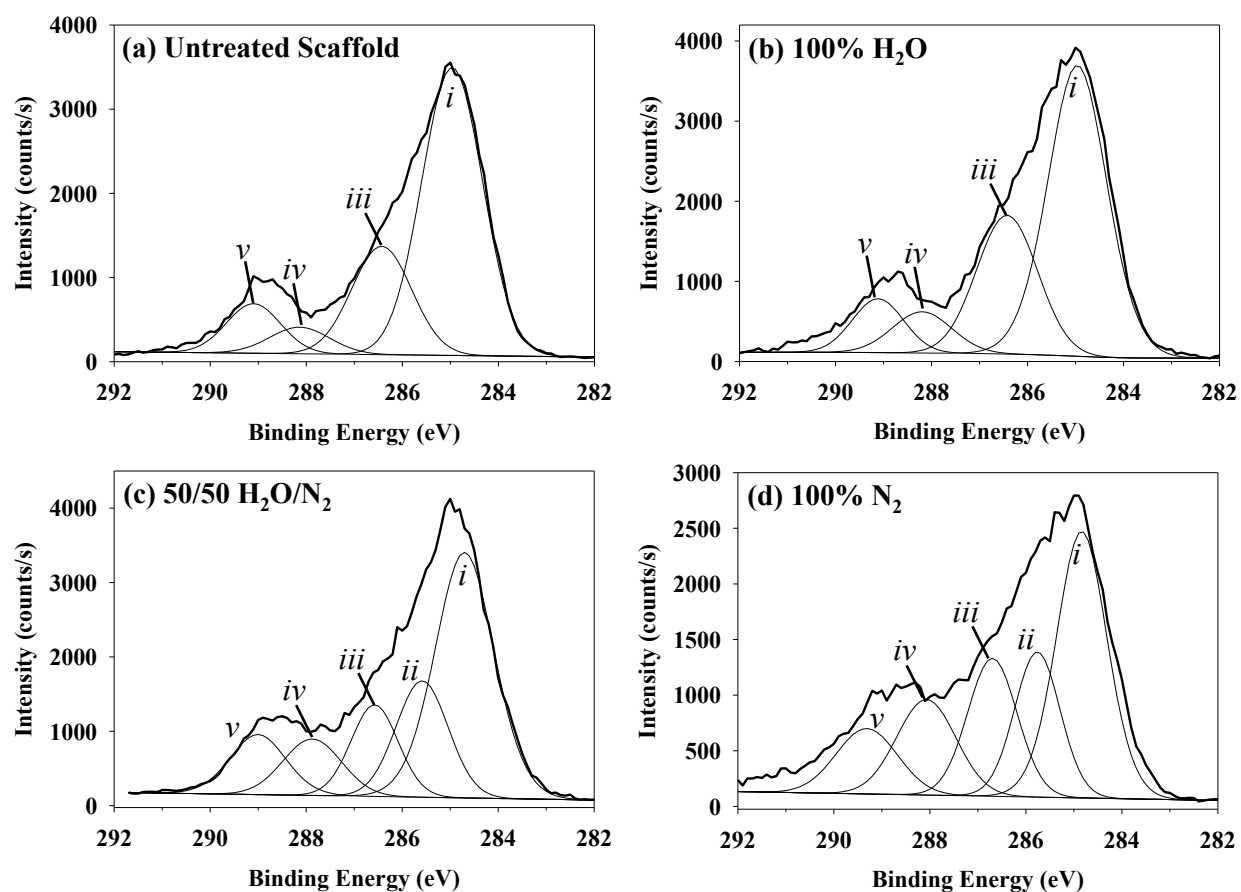 (a) Untreated Scaffold
Intensity (counts/s)
4000
3000
2000
1000
0
i
iii
iv
v
292 290 288 286 284 282
Binding Energy (eV)
(b) 100% H₂O
Intensity (counts/s)
4000
3000
2000
1000
0
i
iii
iv
v
292 290 288 286 284 282
Binding Energy (eV)
(c) 50/50 H₂O/N₂
Intensity (counts/s)
4000
3000
2000
1000
0
i
ii
iii
iv
v
292 290 288 286 284 282
Binding Energy (eV)
(d) 100% N₂
Intensity (counts/s)
3000
2500
2000
1500
1000
500
0
i
ii
iii
iv
v
292 290 288 286 284 282
Binding Energy (eV)